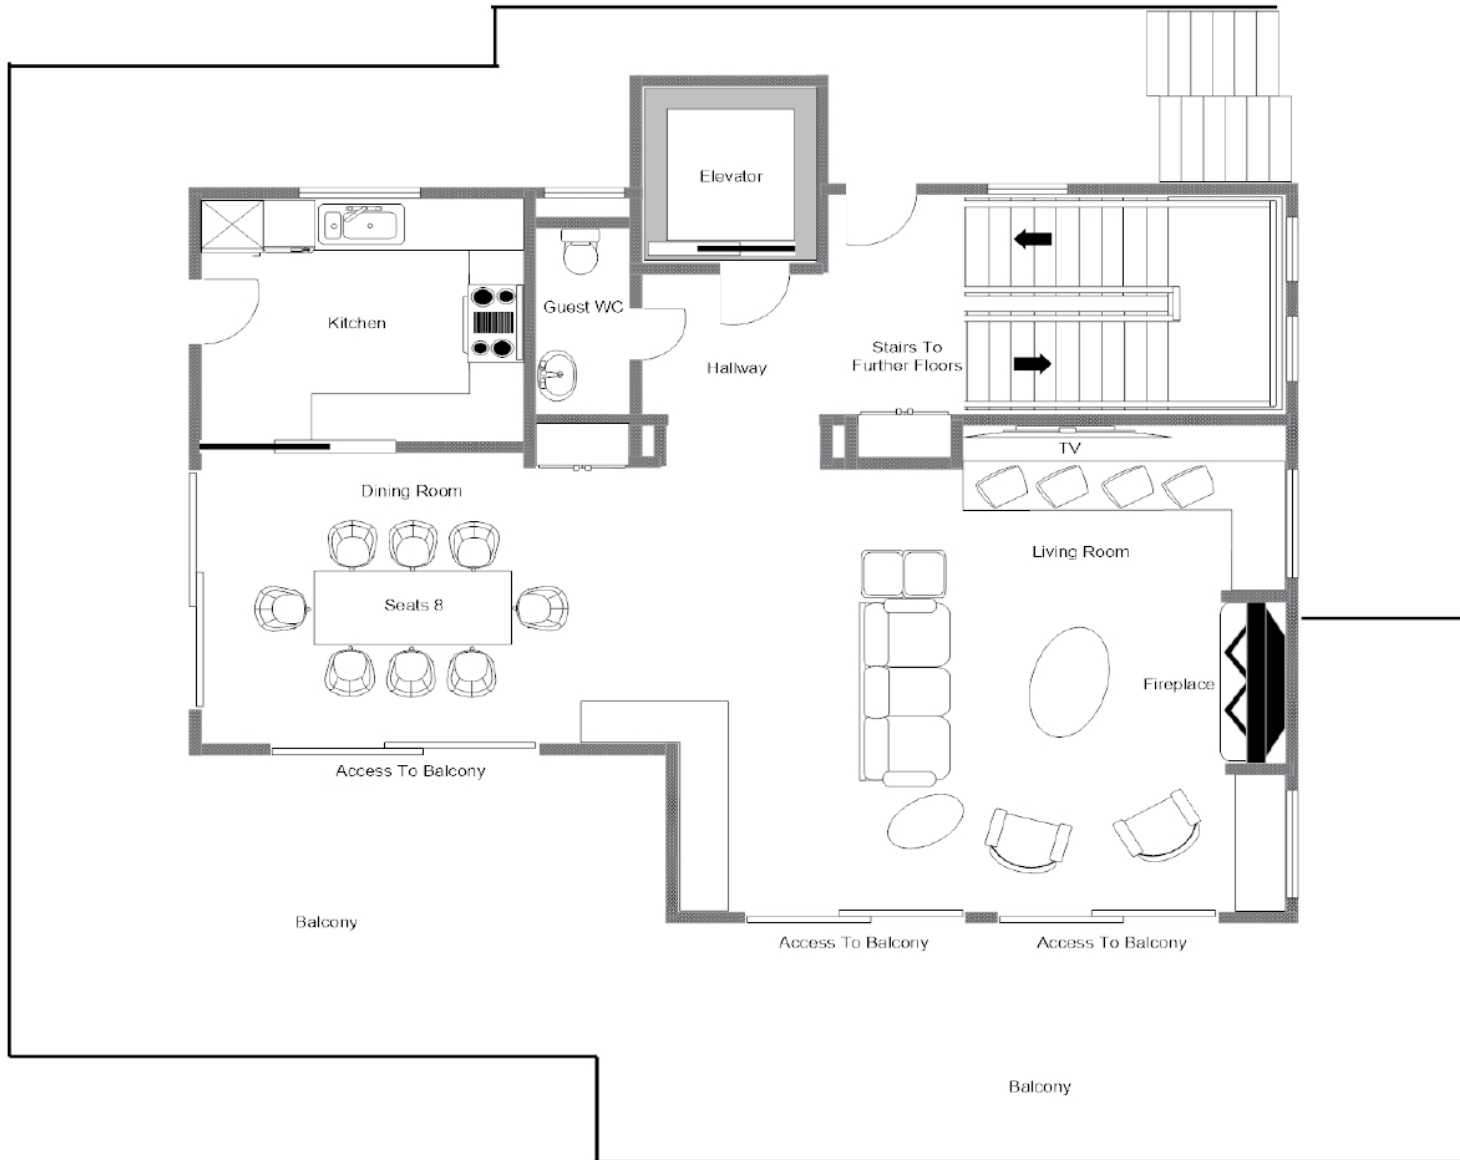 Elevator
Guest WC
Kitchen
Hallway
Stairs To
Further Floors
TV
Dining Room
Living Room
Seats 8
Fireplace
Access To Balcony
Balcony
Access To Balcony
Access To Balcony
Balcony